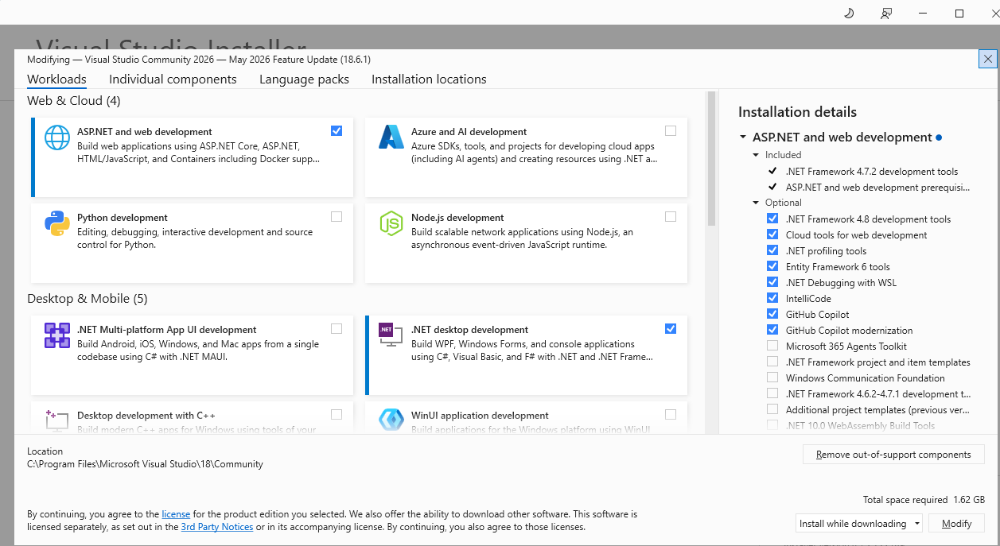 Visual Studio Installer
Modifying — Visual Studio Community 2026 — May 2026 Feature Update (18.6.1)
Workloads Individual components Language packs Installation locations
Web & Cloud (4)
ASP.NET and web development
Build web applications using ASP.NET Core, ASP.NET,
HTML/JavaScript, and Containers including Docker supp...
Azure and AI development
Azure SDKs, tools, and projects for developing cloud apps
(including AI agents) and creating resources using .NET a...
Python development
Editing, debugging, interactive development and source
control for Python.
JS
Node.js development
Build scalable network applications using Node.js, an
asynchronous event-driven JavaScript runtime.
Desktop & Mobile (5)
.NET Multi-platform App UI development
Build Android, iOS, Windows, and Mac apps from a single
codebase using C# with .NET MAUI.
.NET
.NET desktop development
Build WPF, Windows Forms, and console applications
using C#, Visual Basic, and F# with .NET and .NET Frame...
Desktop development with C++
Build modern C++ apps for Windows using tools of your
WinUI application development
Build applications for the Windows platform using WinUI
Installation details
ASP.NET and web development
Included
.NET Framework 4.7.2 development tools
ASP.NET and web development prerequisi...
Optional
.NET Framework 4.8 development tools
Cloud tools for web development
.NET profiling tools
Entity Framework 6 tools
.NET Debugging with WSL
IntelliCode
GitHub Copilot
GitHub Copilot modernization
Microsoft 365 Agents Toolkit
.NET Framework project and item templates
Windows Communication Foundation
.NET Framework 4.6.2-4.7.1 development t...
Additional project templates (previous ver...
.NET 10.0 WebAssembly Build Tools
Location
C:\Program Files\Microsoft Visual Studio\18\Community
Remove out-of-support components
Total space required 1.62 GB
By continuing, you agree to the license for the product edition you selected. We also offer the ability to download other software. This software is
licensed separately, as set out in the 3rd Party Notices or in its accompanying license. By continuing, you also agree to those licenses.
Install while downloading
Modify